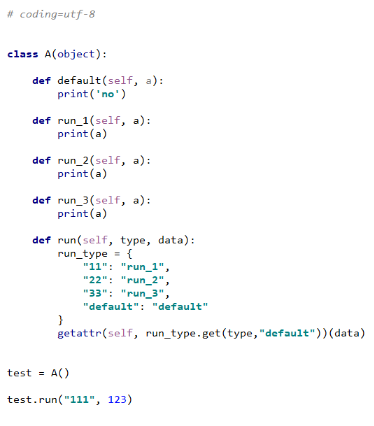 # coding=utf-8
class A(object):
    def default(self, a):
        print('no')
    def run_1(self, a):
        print(a)
    def run_2(self, a):
        print(a)
    def run_3(self, a):
        print(a)
    def run(self, type, data):
        run_type = {
            "11": "run_1",
            "22": "run_2",
            "33": "run_3",
            "default": "default"
        }
        getattr(self, run_type.get(type,"default"))(data)
test = A()
test.run("111", 123)